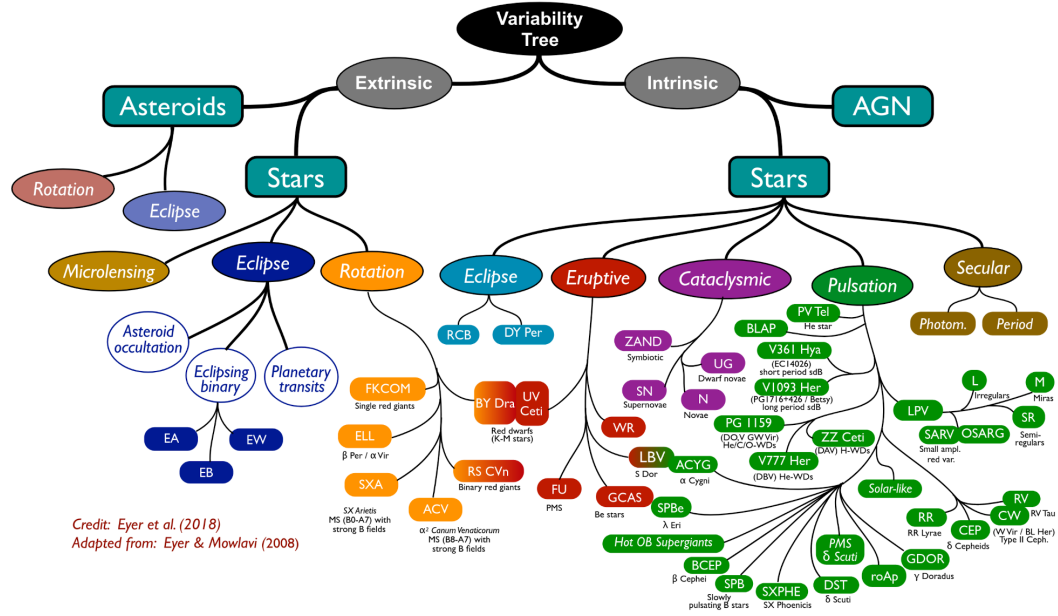 Variability
Tree
Extrinsic
Intrinsic
Asteroids
AGN
Stars
Stars
Rotation
Eclipse
Microlensing
Eclipse
Rotation
Eclipse
Eruptive
Cataclysmic
Pulsation
Secular
Asteroid
occultation
Eclipsing
binary
Planetary
transits
EA
EB
EW
RCB
DY Per
Photom.
Period
FKCOM
Single red giants
ELL
β Per / α Vir
SXA
SX Arietis
MS (B0-A7) with
strong B fields
ACV
α² Canum Venaticorum
MS (B8-A7) with
strong B fields
RS CVn
Binary red giants
BY Dra
UV
Ceti
Red dwarfs
(K-M stars)
WR
FU
PMS
GCAS
Be stars
LBV
S Dor
ACYG
α Cygni
ZAND
Symbiotic
SN
Supernovae
UG
Dwarf novae
N
Novae
PV Tel
He star
BLAP
V361 Hya
(EC14026)
short period sdB
V1093 Her
(PG1716+426 / Betsy)
long period sdB
PG 1159
(DO,V GW Vir)
He/C/O-WDs
ZZ Ceti
(DAV) H-WDs
V777 Her
(DBV) He-WDs
LPV
L
Irregulars
M
Miras
SR
Semi-
regulars
SARV
Small ampl.
red var.
OSARG
Solar-like
RR
RR Lyrae
CEP
δ Cepheids
RV
RV Tau
CW
(W Vir / BL Her)
Type II Ceph.
SPBe
λ Eri
Hot OB Supergiants
BCEP
β Cephei
SPB
Slowly
pulsating B stars
SXPHE
SX Phoenicis
PMS
δ Scuti
DST
δ Scuti
roAp
GDOR
γ Doradus
Credit: Eyer et al. (2018)
Adapted from: Eyer & Mowlavi (2008)